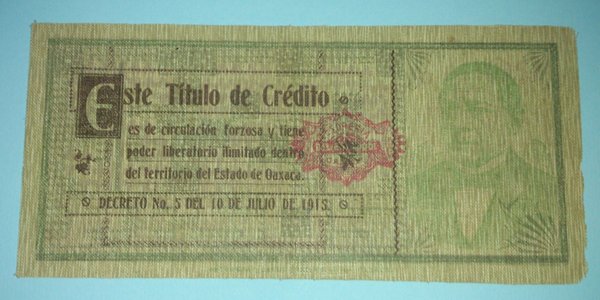 Este Título de Crédito
es de circulación forzosa y tiene
poder liberatorio ilimitado dentro
del territorio del Estado de Oaxaca.
DECRETO No. 5 DEL 10 DE JULIO DE 1915.